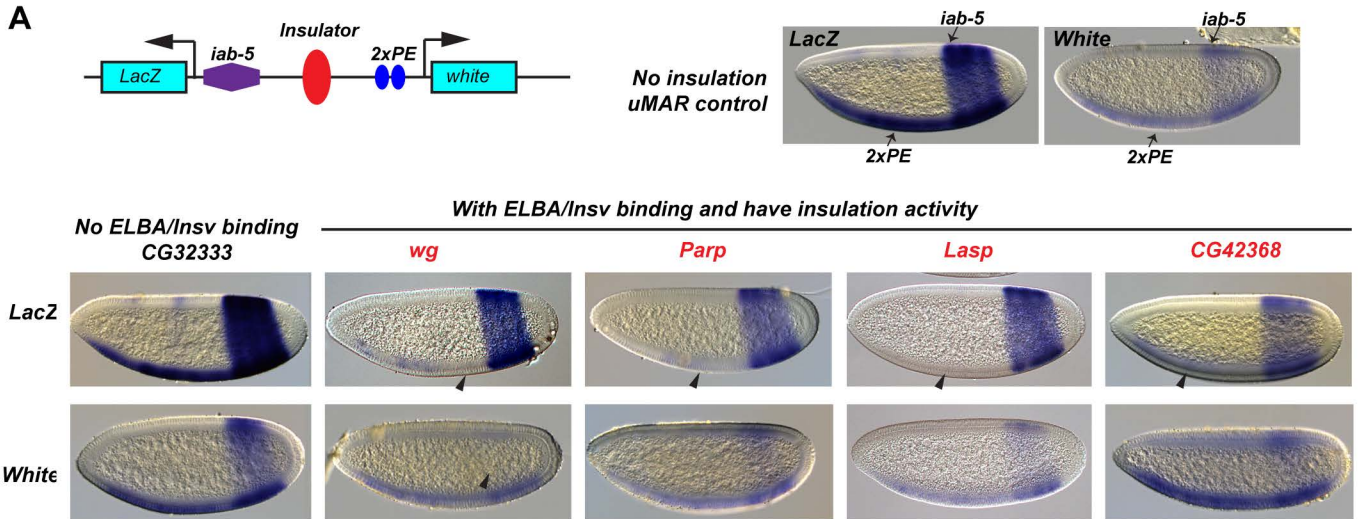 A
iab-5
Insulator
2xPE
LacZ
white
No insulation
uMAR control
LacZ
iab-5
2xPE
White
iab-5
2xPE
No ELBA/Insv binding
CG32333
With ELBA/Insv binding and have insulation activity
wg
Parp
Lasp
CG42368
LacZ
White